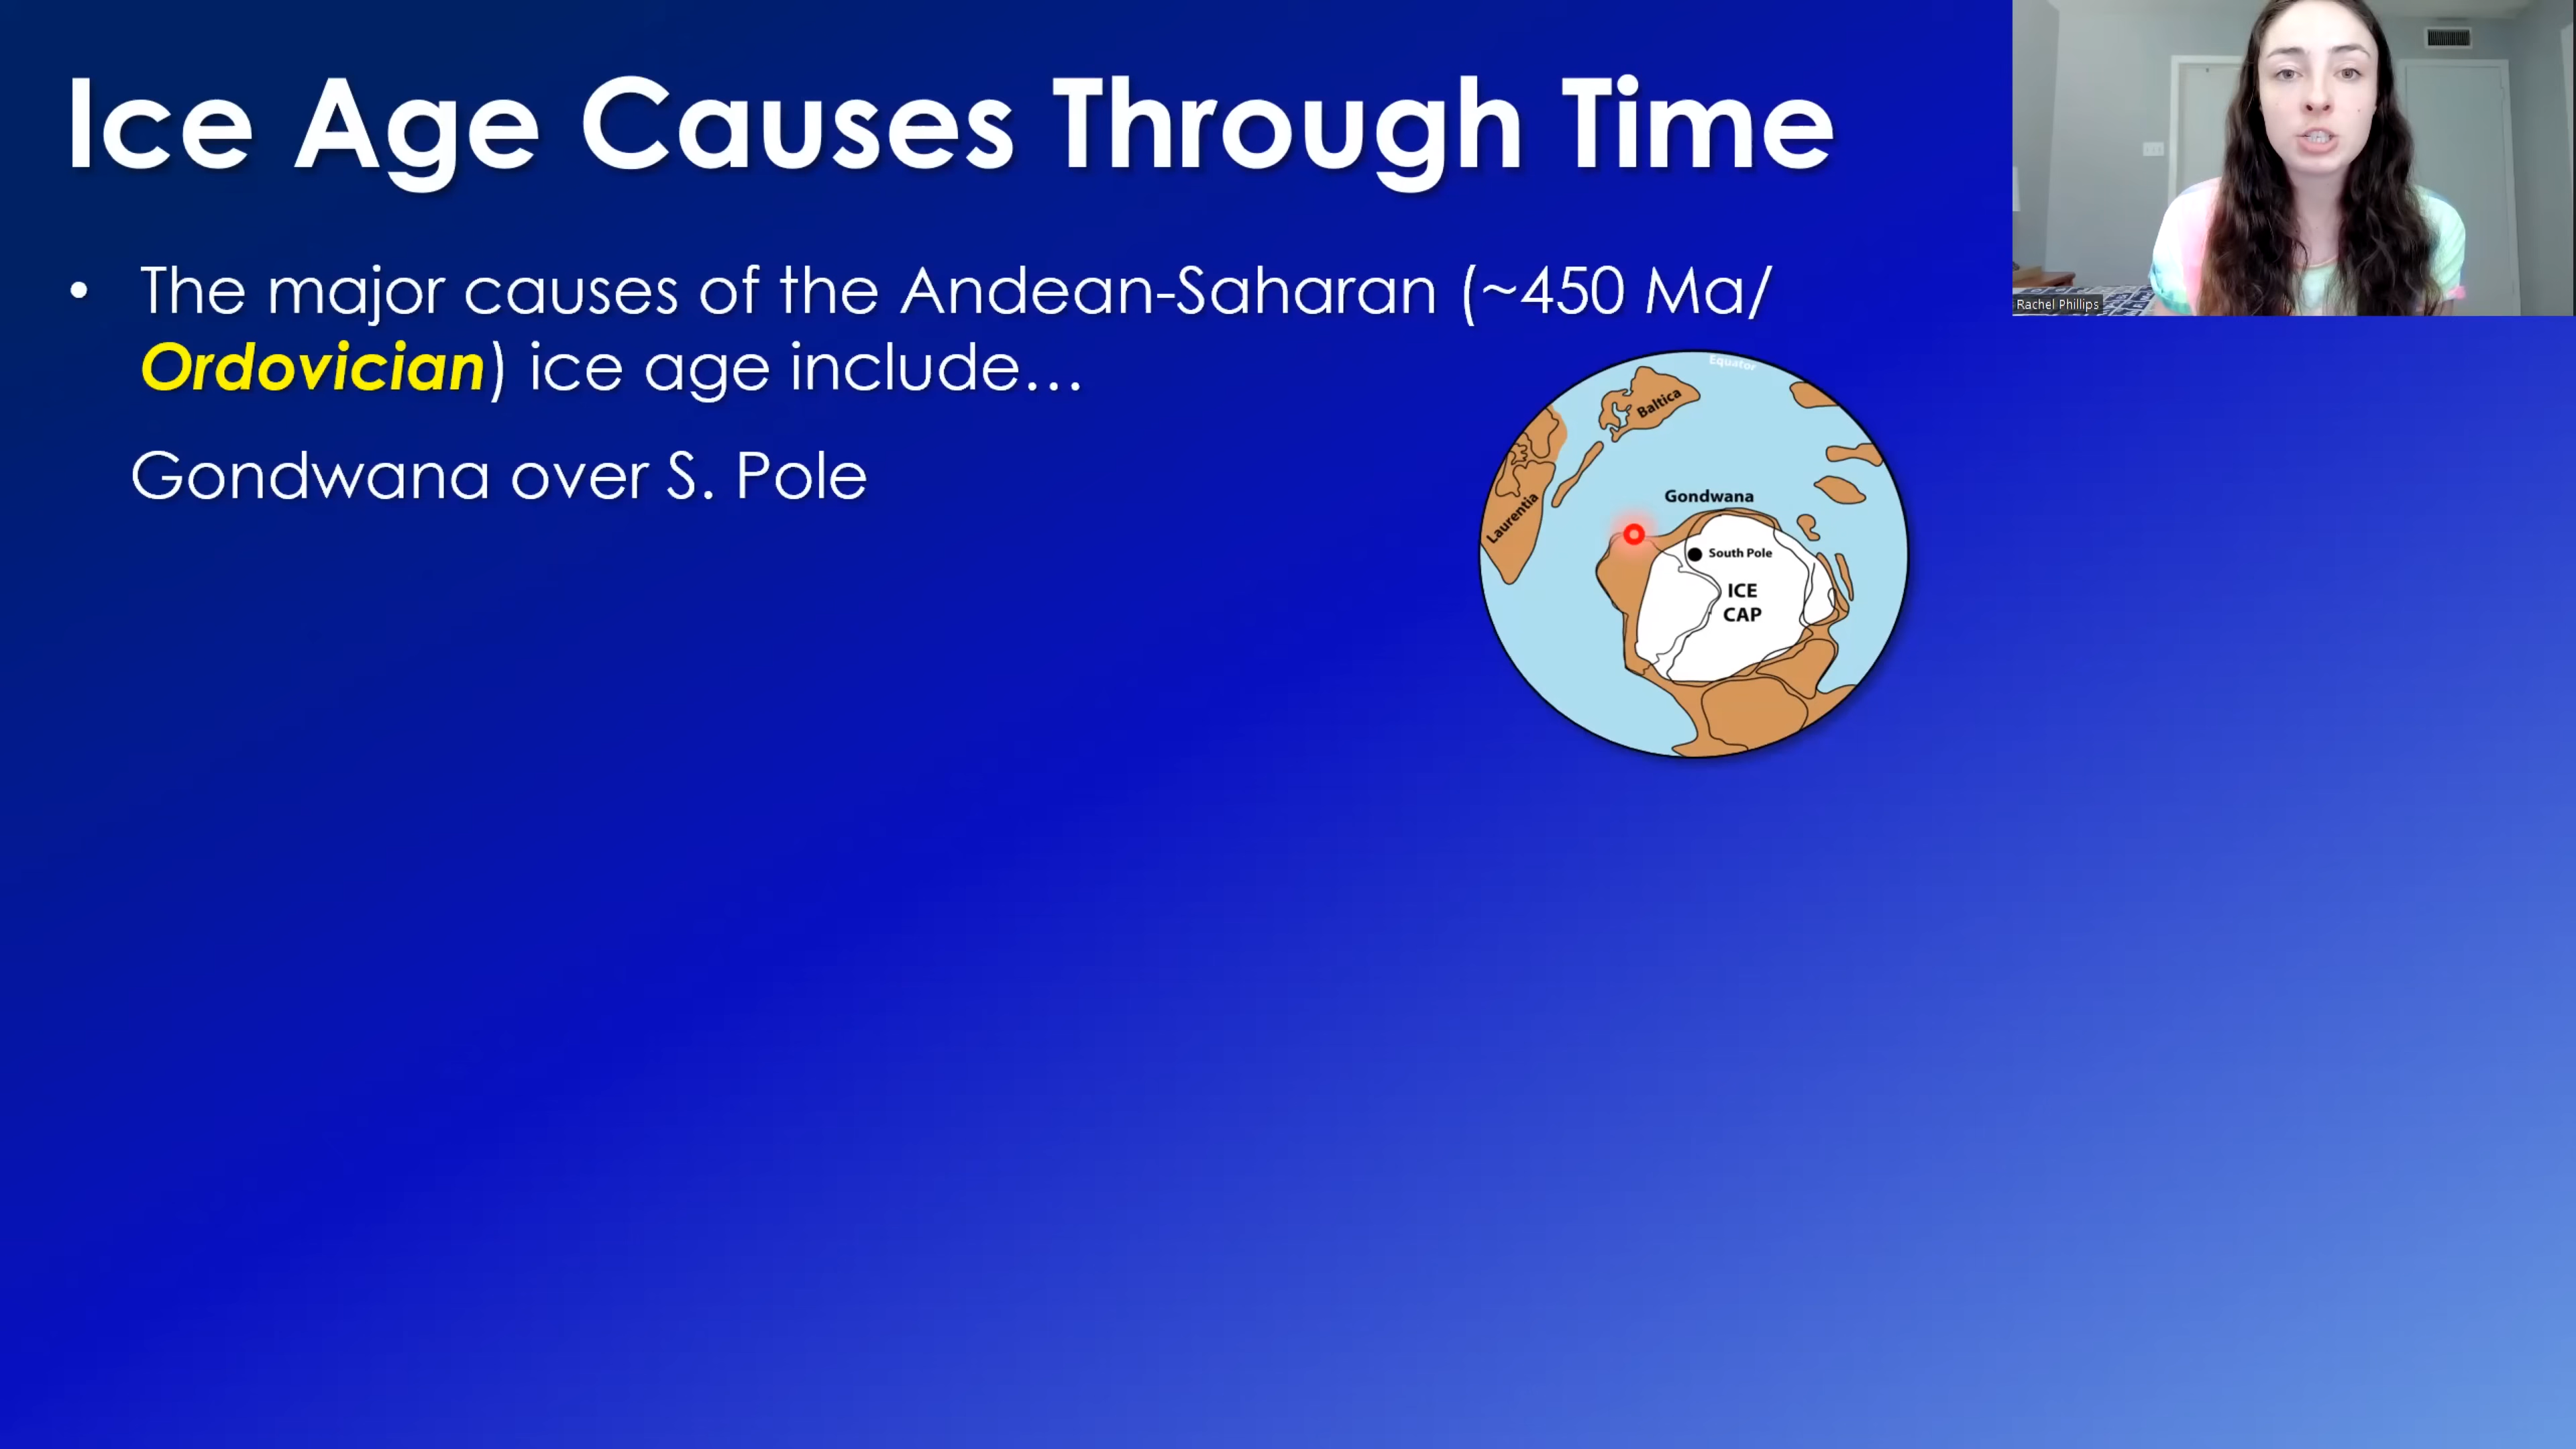 Ice Age Causes Through Time
• The major causes of the Andean-Saharan (~450 Ma/
Ordovician) ice age include…
Gondwana over S. Pole
Equator
Baltica
Laurentia
Gondwana
South Pole
ICE
CAP
Rachel Phillips